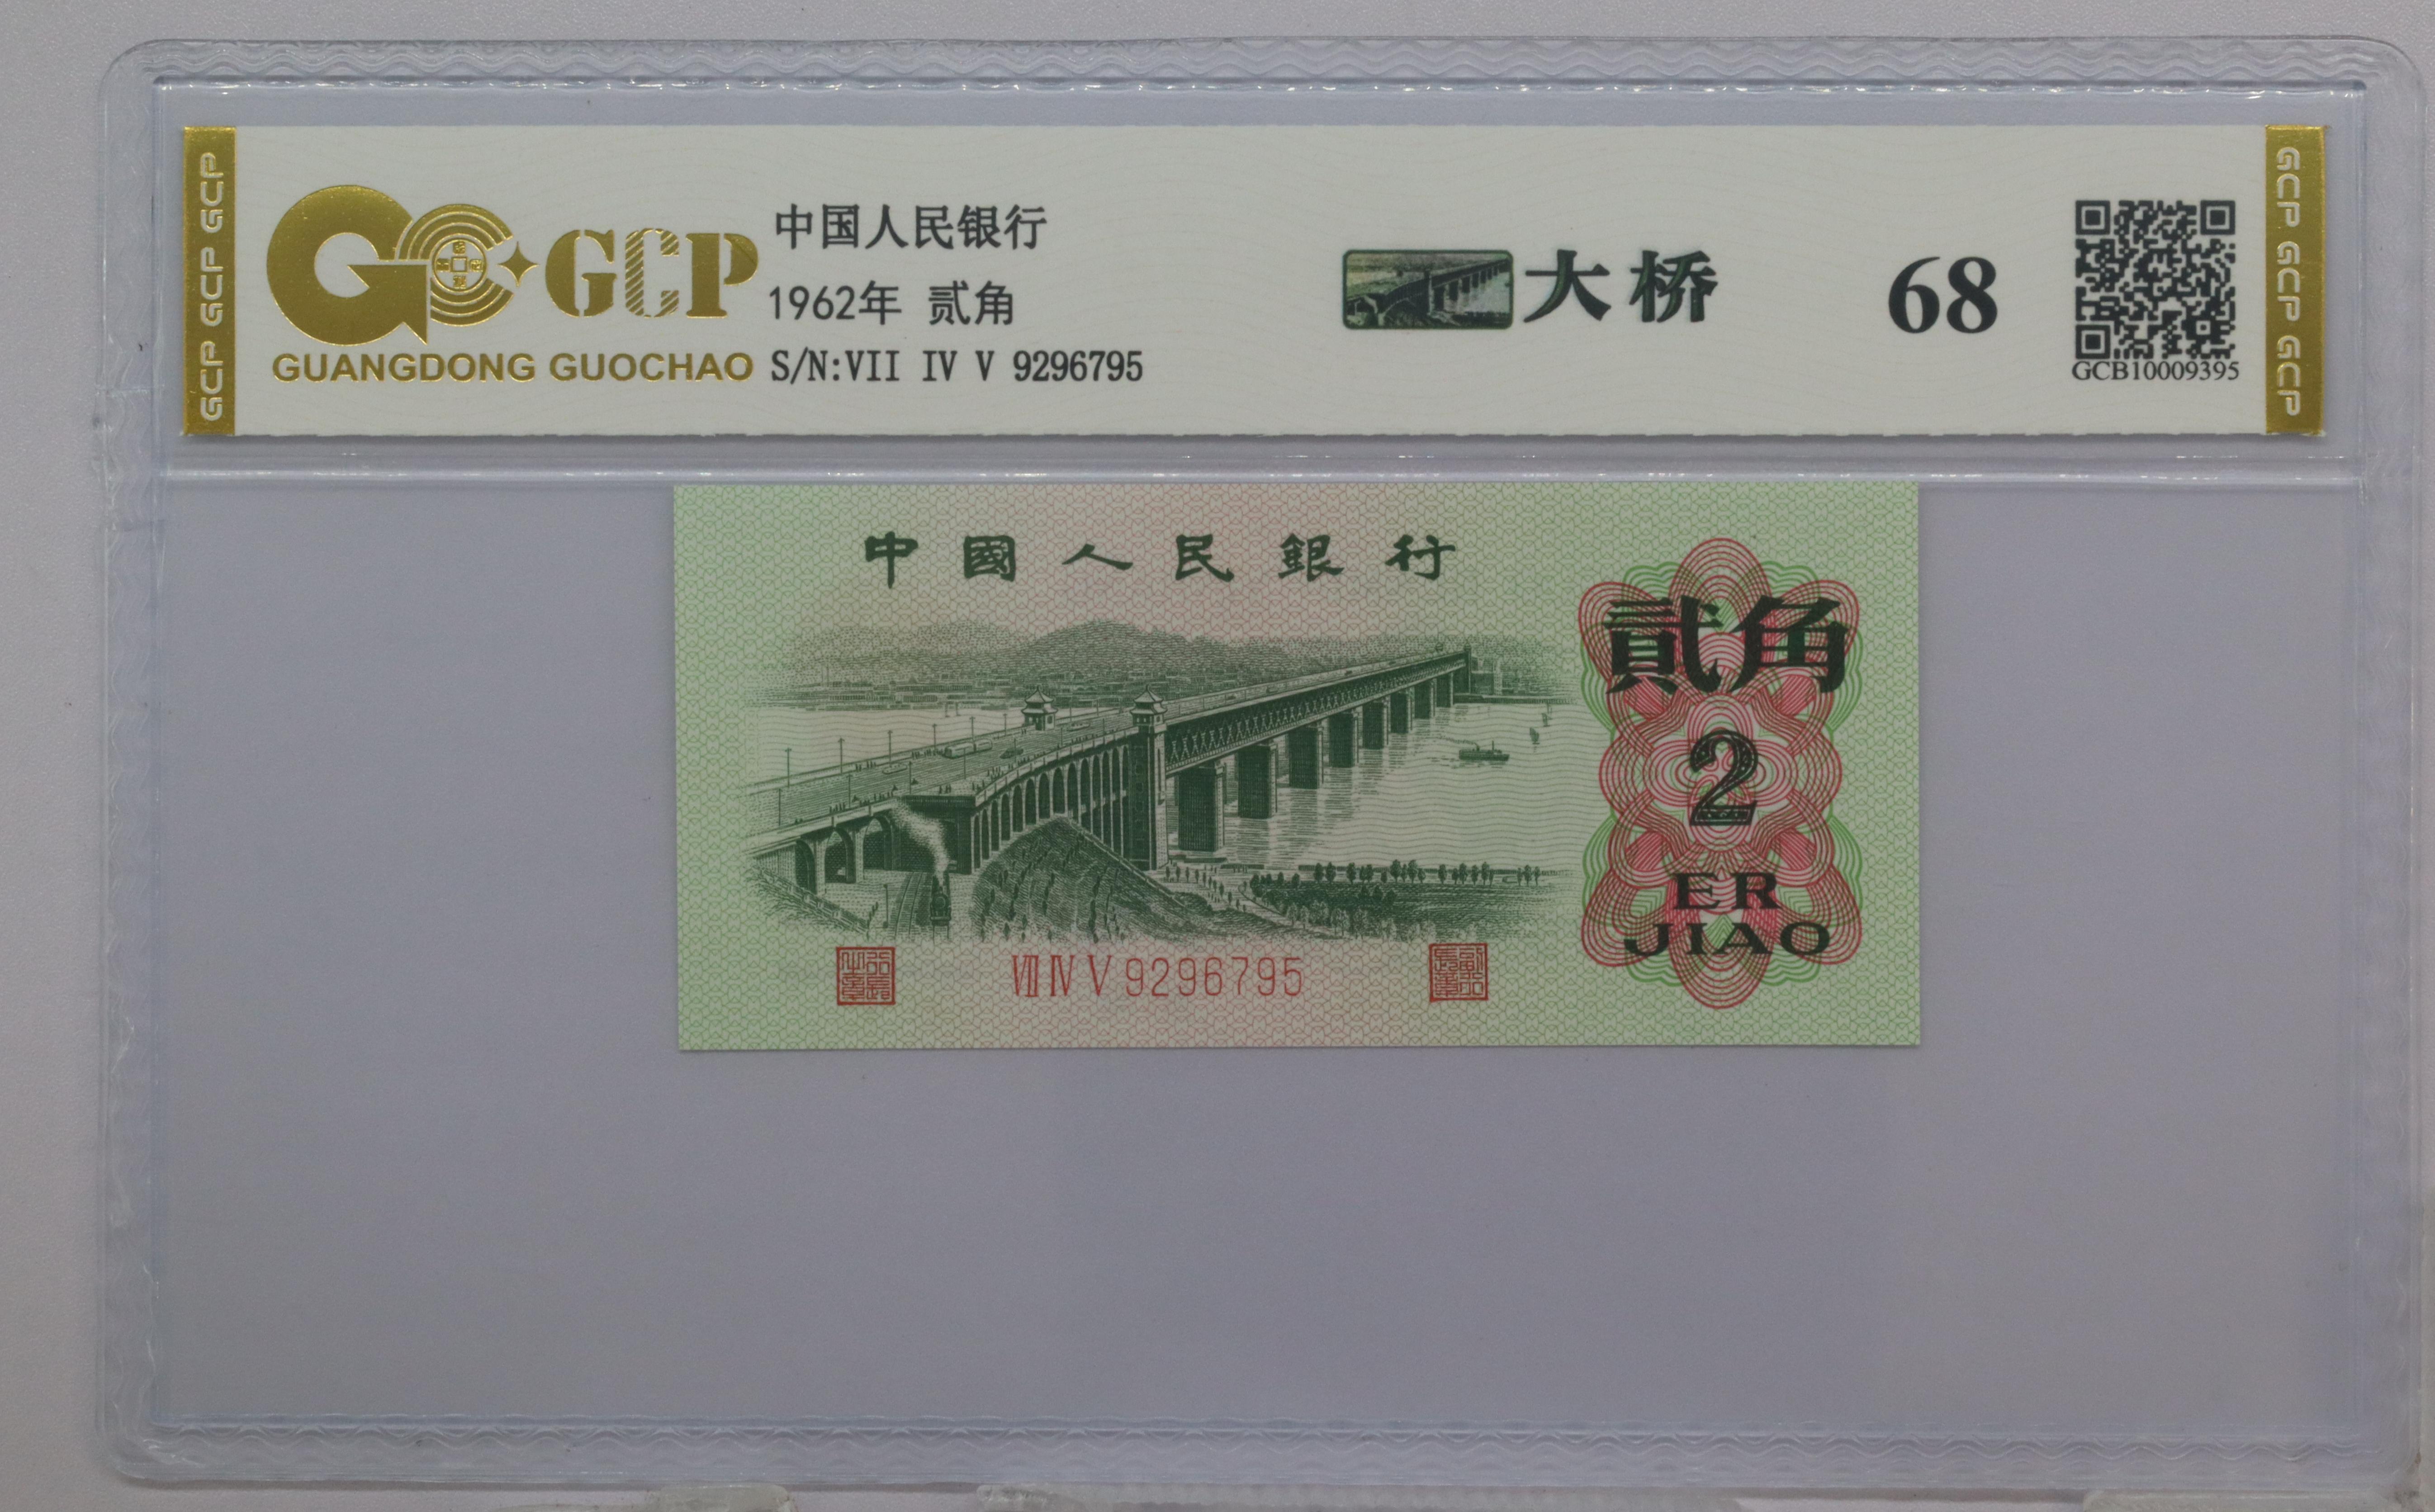 GCP GCP GCP
GCP
GUANGDONG GUOCHAO
中国人民银行
1962年 贰角
S/N:VII IV V 9296795
大桥
68
GCB10009395
GCP GCP GCP
中國人民銀行
貳角
2
ER
JIAO
VII IV V 9296795